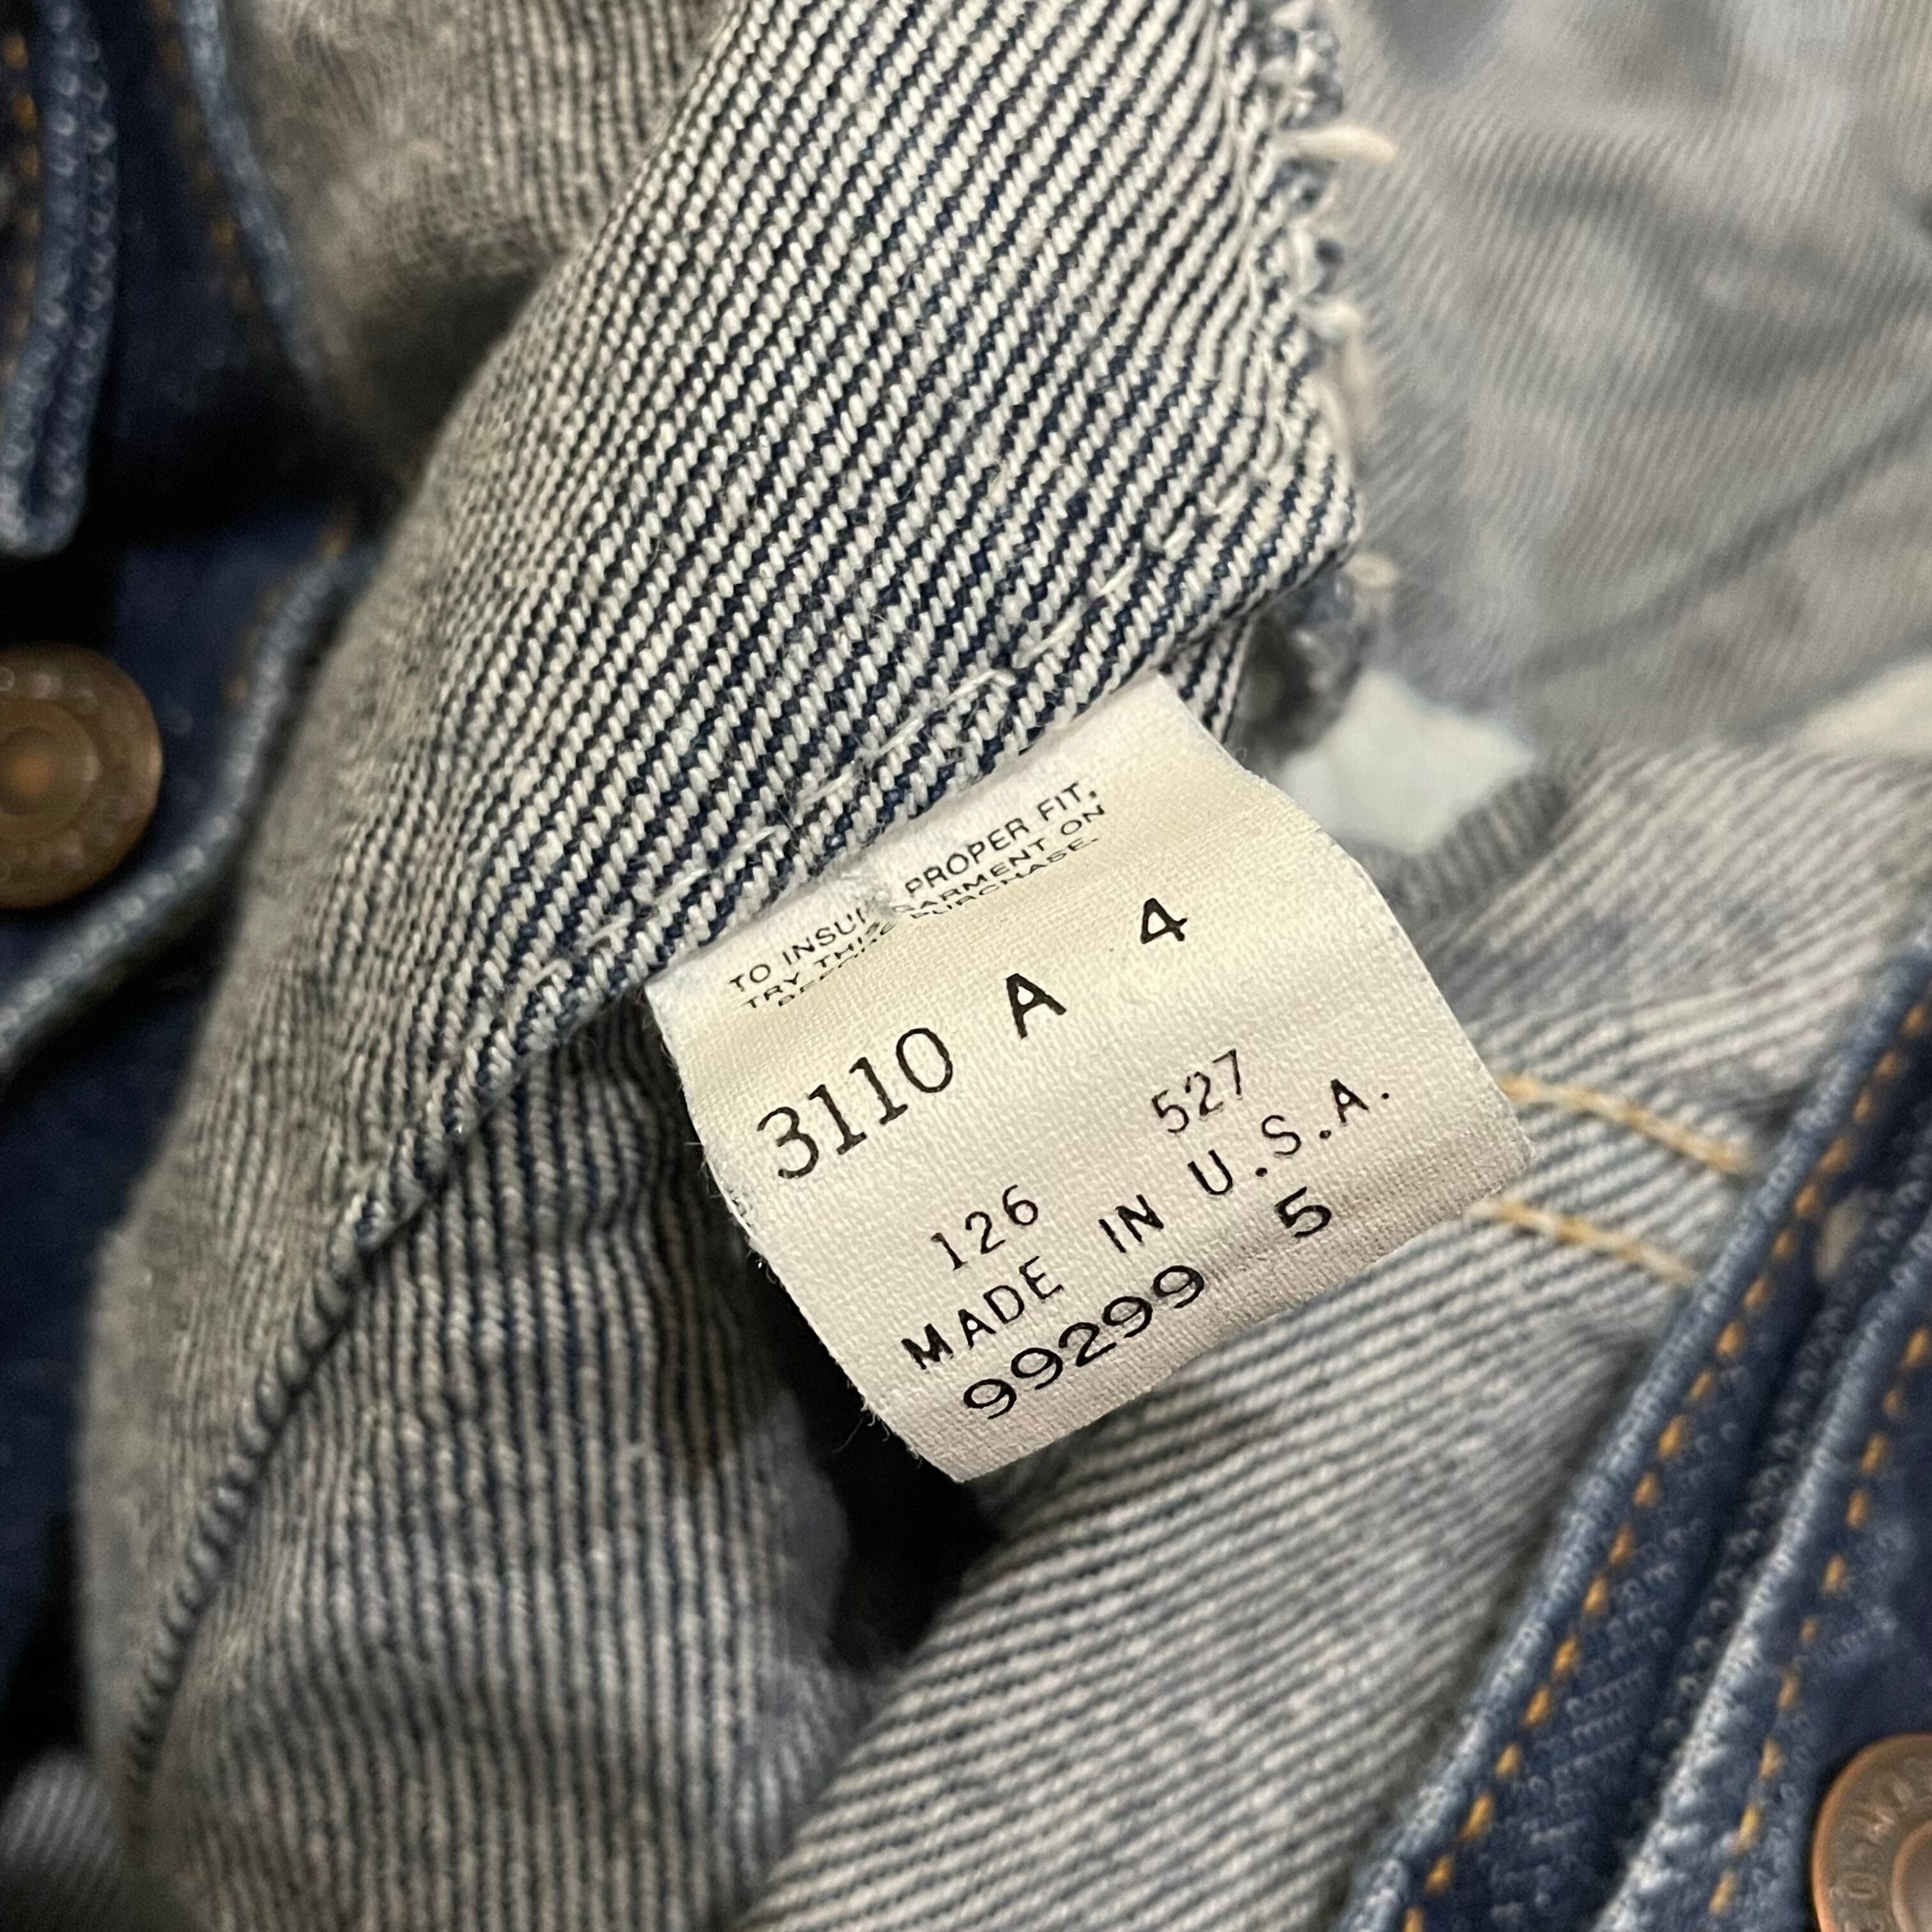 TO INSURE PROPER FIT,
TRY THIS GARMENT ON
BEFORE PURCHASE.
3110 A 4
126 527
MADE IN U.S.A.
99299 5